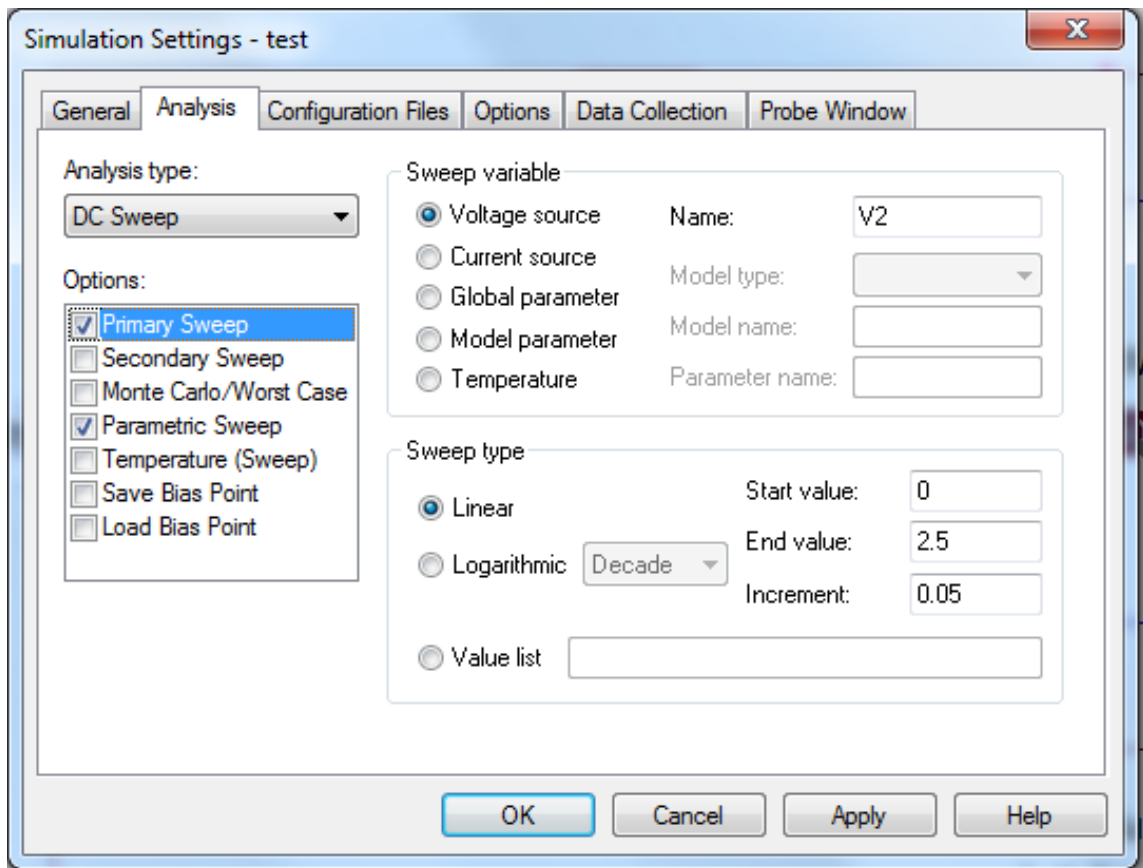 Simulation Settings - test
X
General Analysis Configuration Files Options Data Collection Probe Window
Analysis type:
DC Sweep
Options:
Primary Sweep
Secondary Sweep
Monte Carlo/Worst Case
Parametric Sweep
Temperature (Sweep)
Save Bias Point
Load Bias Point
Sweep variable
Voltage source Name: V2
Current source
Model type:
Global parameter
Model parameter Model name:
Temperature Parameter name:
Sweep type
Linear Start value: 0
End value: 2.5
Logarithmic Decade
Increment: 0.05
Value list
OK Cancel Apply Help